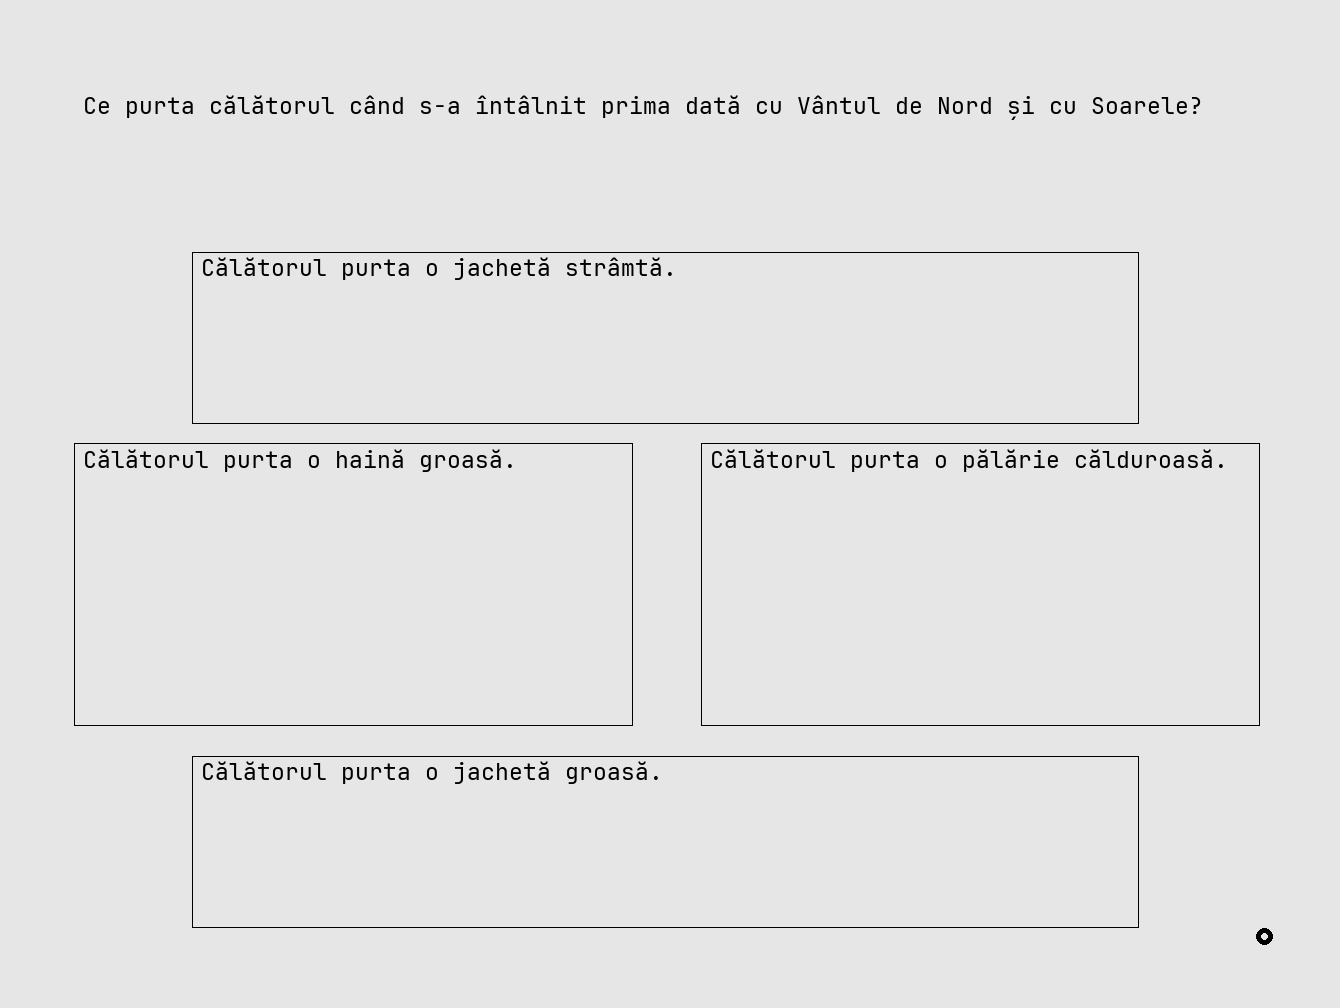 Ce purta călătorul când s-a întâlnit prima dată cu Vântul de Nord și cu Soarele?
Călătorul purta o jachetă strâmtă.
Călătorul purta o haină groasă.
Călătorul purta o pălărie călduroasă.
Călătorul purta o jachetă groasă.